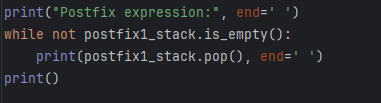 print("Postfix expression:", end=' ')
while not postfix1_stack.is_empty():
    print(postfix1_stack.pop(), end=' ')
print()